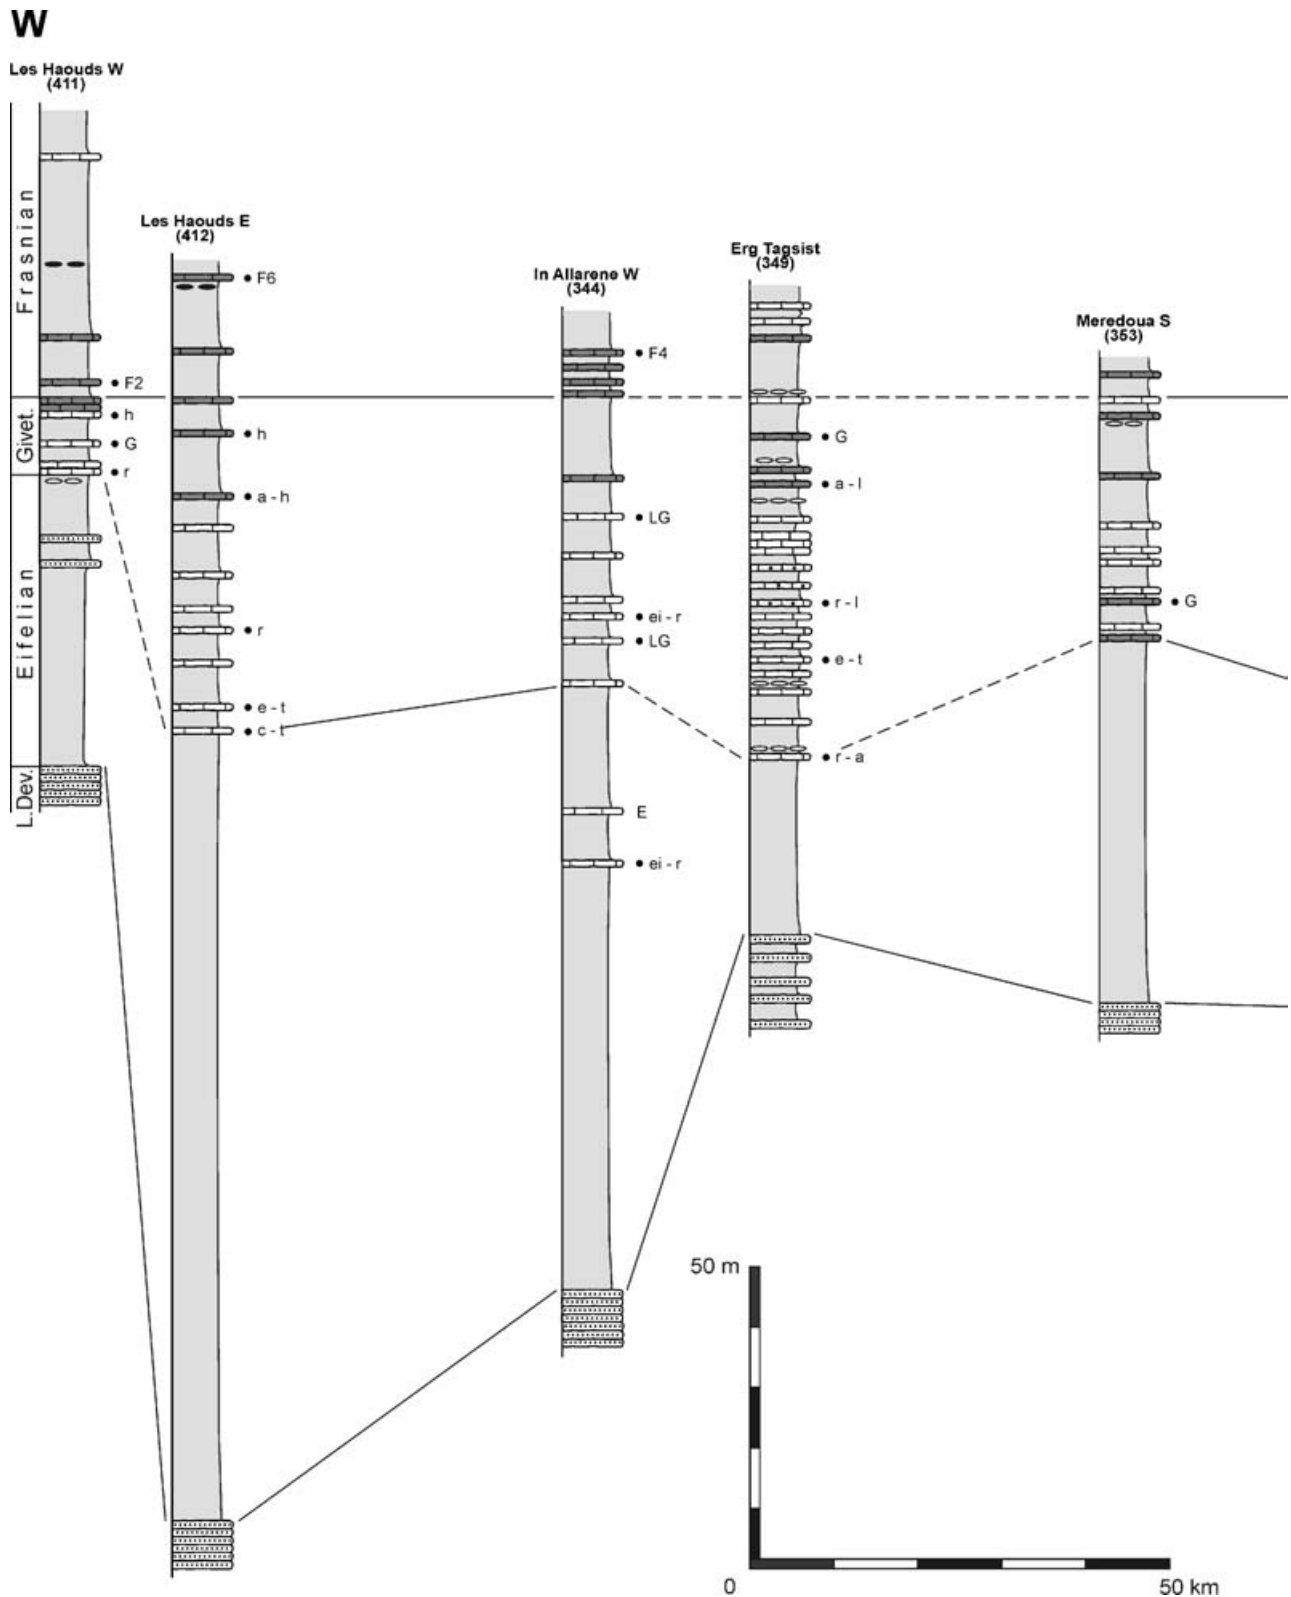 W
Les Haouds W
(411)
Frasnian
Givet.
Eifelian
L.Dev.
F2
h
G
r
Les Haouds E
(412)
F6
h
a-h
r
e-t
c-t
In Allarene W
(344)
F4
LG
ei-r
LG
E
ei-r
Erg Tagsist
(349)
G
a-l
r-l
e-t
r-a
Meredoua S
(353)
G
50 m
0
50 km